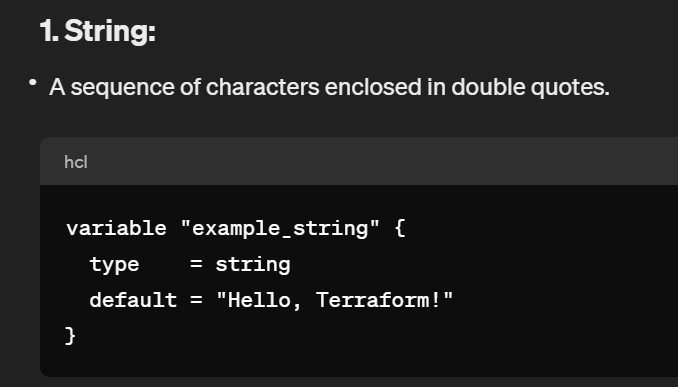 1. String:
• A sequence of characters enclosed in double quotes.
hcl
variable "example_string" {
  type    = string
  default = "Hello, Terraform!"
}